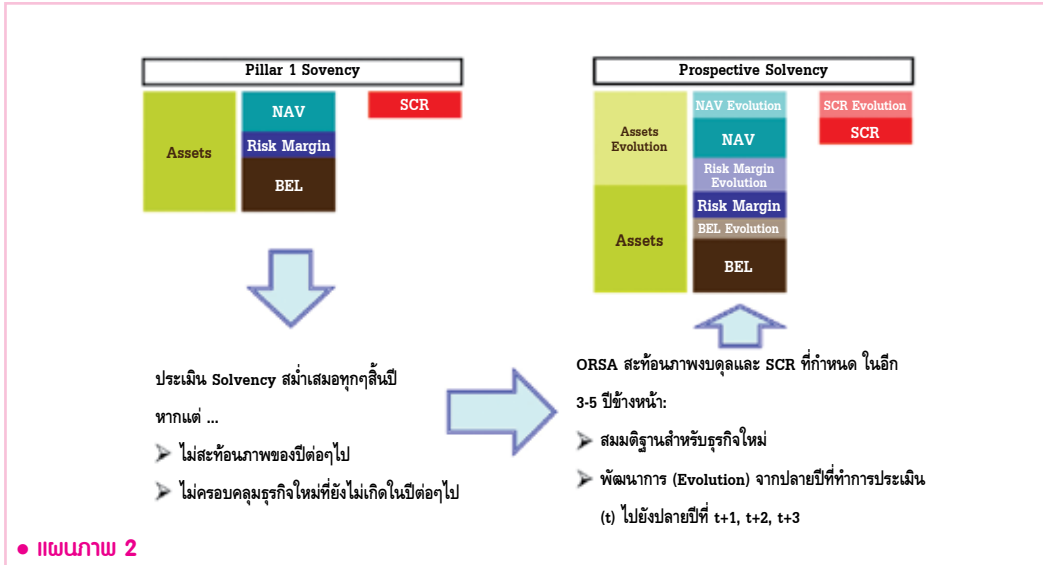 Pillar 1 Sovency
Assets
NAV
Risk Margin
BEL
SCR
Prospective Solvency
Assets
Evolution
Assets
NAV Evolution
NAV
Risk Margin
Evolution
Risk Margin
BEL Evolution
BEL
SCR Evolution
SCR
ประเมิน Solvency สม่ำเสมอทุกๆสิ้นปี
หากแต่ ...
ไม่สะท้อนภาพของปีต่อๆไป
ไม่ครอบคลุมธุรกิจใหม่ที่ยังไม่เกิดในปีต่อๆไป
ORSA สะท้อนภาพงบดุลและ SCR ที่กำหนด ในอีก
3-5 ปีข้างหน้า:
สมมติฐานสำหรับธุรกิจใหม่
พัฒนาการ (Evolution) จากปลายปีที่ทำการประเมิน
(t) ไปยังปลายปีที่ t+1, t+2, t+3
• แผนภาพ 2